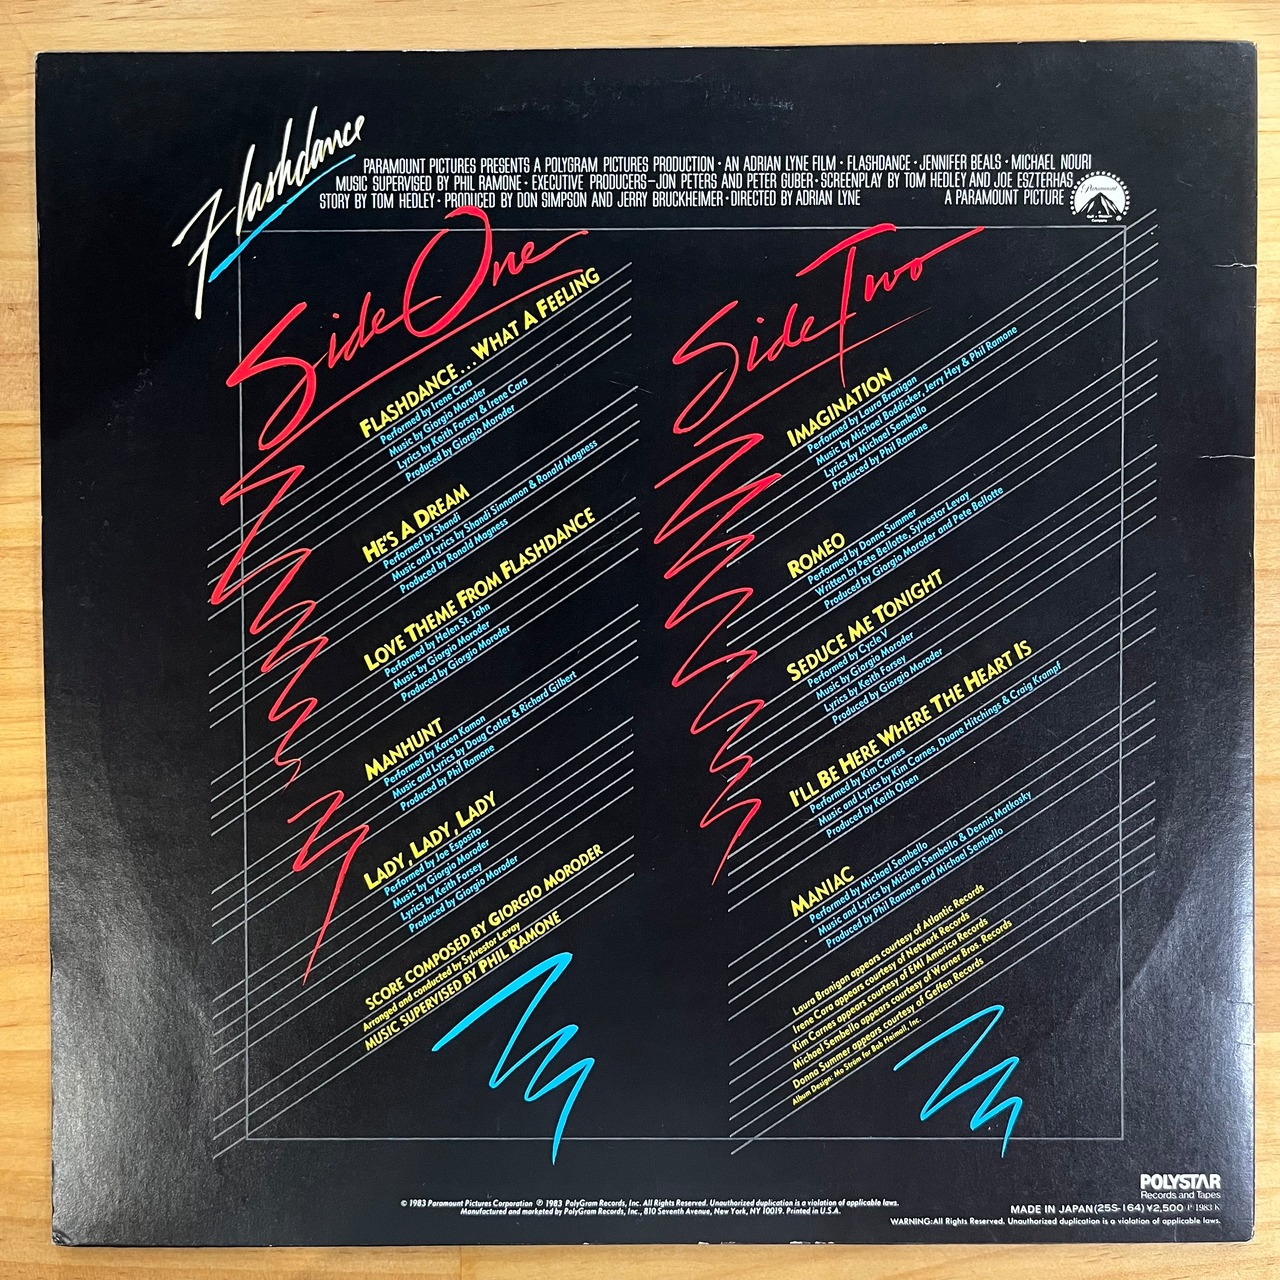 Flashdance
PARAMOUNT PICTURES PRESENTS A POLYGRAM PICTURES PRODUCTION · AN ADRIAN LYNE FILM · FLASHDANCE · JENNIFER BEALS · MICHAEL NOURI
MUSIC SUPERVISED BY PHIL RAMONE · EXECUTIVE PRODUCERS–JON PETERS AND PETER GUBER · SCREENPLAY BY TOM HEDLEY AND JOE ESZTERHAS
STORY BY TOM HEDLEY · PRODUCED BY DON SIMPSON AND JERRY BRUCKHEIMER · DIRECTED BY ADRIAN LYNE
A PARAMOUNT PICTURE
Paramount
Side One
FLASHDANCE...WHAT A FEELING
Performed by Irene Cara
Music by Giorgio Moroder
Lyrics by Keith Forsey & Irene Cara
Produced by Giorgio Moroder
HE'S A DREAM
Performed by Shandi
Music and Lyrics by Shandi Sinnamon & Ronald Magness
Produced by Ronald Magness
LOVE THEME FROM FLASHDANCE
Performed by Helen St. John
Music by Giorgio Moroder
Produced by Giorgio Moroder
MANHUNT
Performed by Karen Kamon
Music and Lyrics by Doug Cotler & Richard Gilbert
Produced by Phil Ramone
LADY, LADY, LADY
Performed by Joe Esposito
Music by Giorgio Moroder
Lyrics by Keith Forsey
Produced by Giorgio Moroder
SCORE COMPOSED BY GIORGIO MORODER
Arranged and conducted by Sylvestor Levay
MUSIC SUPERVISED BY PHIL RAMONE
Side Two
IMAGINATION
Performed by Laura Branigan
Music by Michael Boddicker, Jerry Hey & Phil Ramone
Lyrics by Michael Sembello
Produced by Phil Ramone
ROMEO
Performed by Donna Summer
Written by Pete Bellotte, Sylvestor Levay
Produced by Giorgio Moroder and Pete Bellotte
SEDUCE ME TONIGHT
Performed by Cycle V
Music by Giorgio Moroder
Lyrics by Keith Forsey
Produced by Giorgio Moroder
I'LL BE HERE WHERE THE HEART IS
Performed by Kim Carnes
Music and Lyrics by Kim Carnes, Duane Hitchings & Craig Krampf
Produced by Keith Olsen
MANIAC
Performed by Michael Sembello
Music and Lyrics by Michael Sembello & Dennis Matkosky
Produced by Phil Ramone and Michael Sembello
Laura Branigan appears courtesy of Atlantic Records
Irene Cara appears courtesy of Network Records
Kim Carnes appears courtesy of EMI America Records
Michael Sembello appears courtesy of Warner Bros. Records
Donna Summer appears courtesy of Geffen Records
Album Design: Mo Ström for Bob Heimall, Inc.
POLYSTAR
Records and Tapes
© 1983 Paramount Pictures Corporation ℗ 1983 PolyGram Records, Inc. All Rights Reserved. Unauthorized duplication is a violation of applicable laws.
Manufactured and marketed by PolyGram Records, Inc., 810 Seventh Avenue, New York, NY 10019. Printed in U.S.A.
MADE IN JAPAN (25S-164) ¥2,500 P 1983 K
WARNING:All Rights Reserved. Unauthorized duplication is a violation of applicable laws.